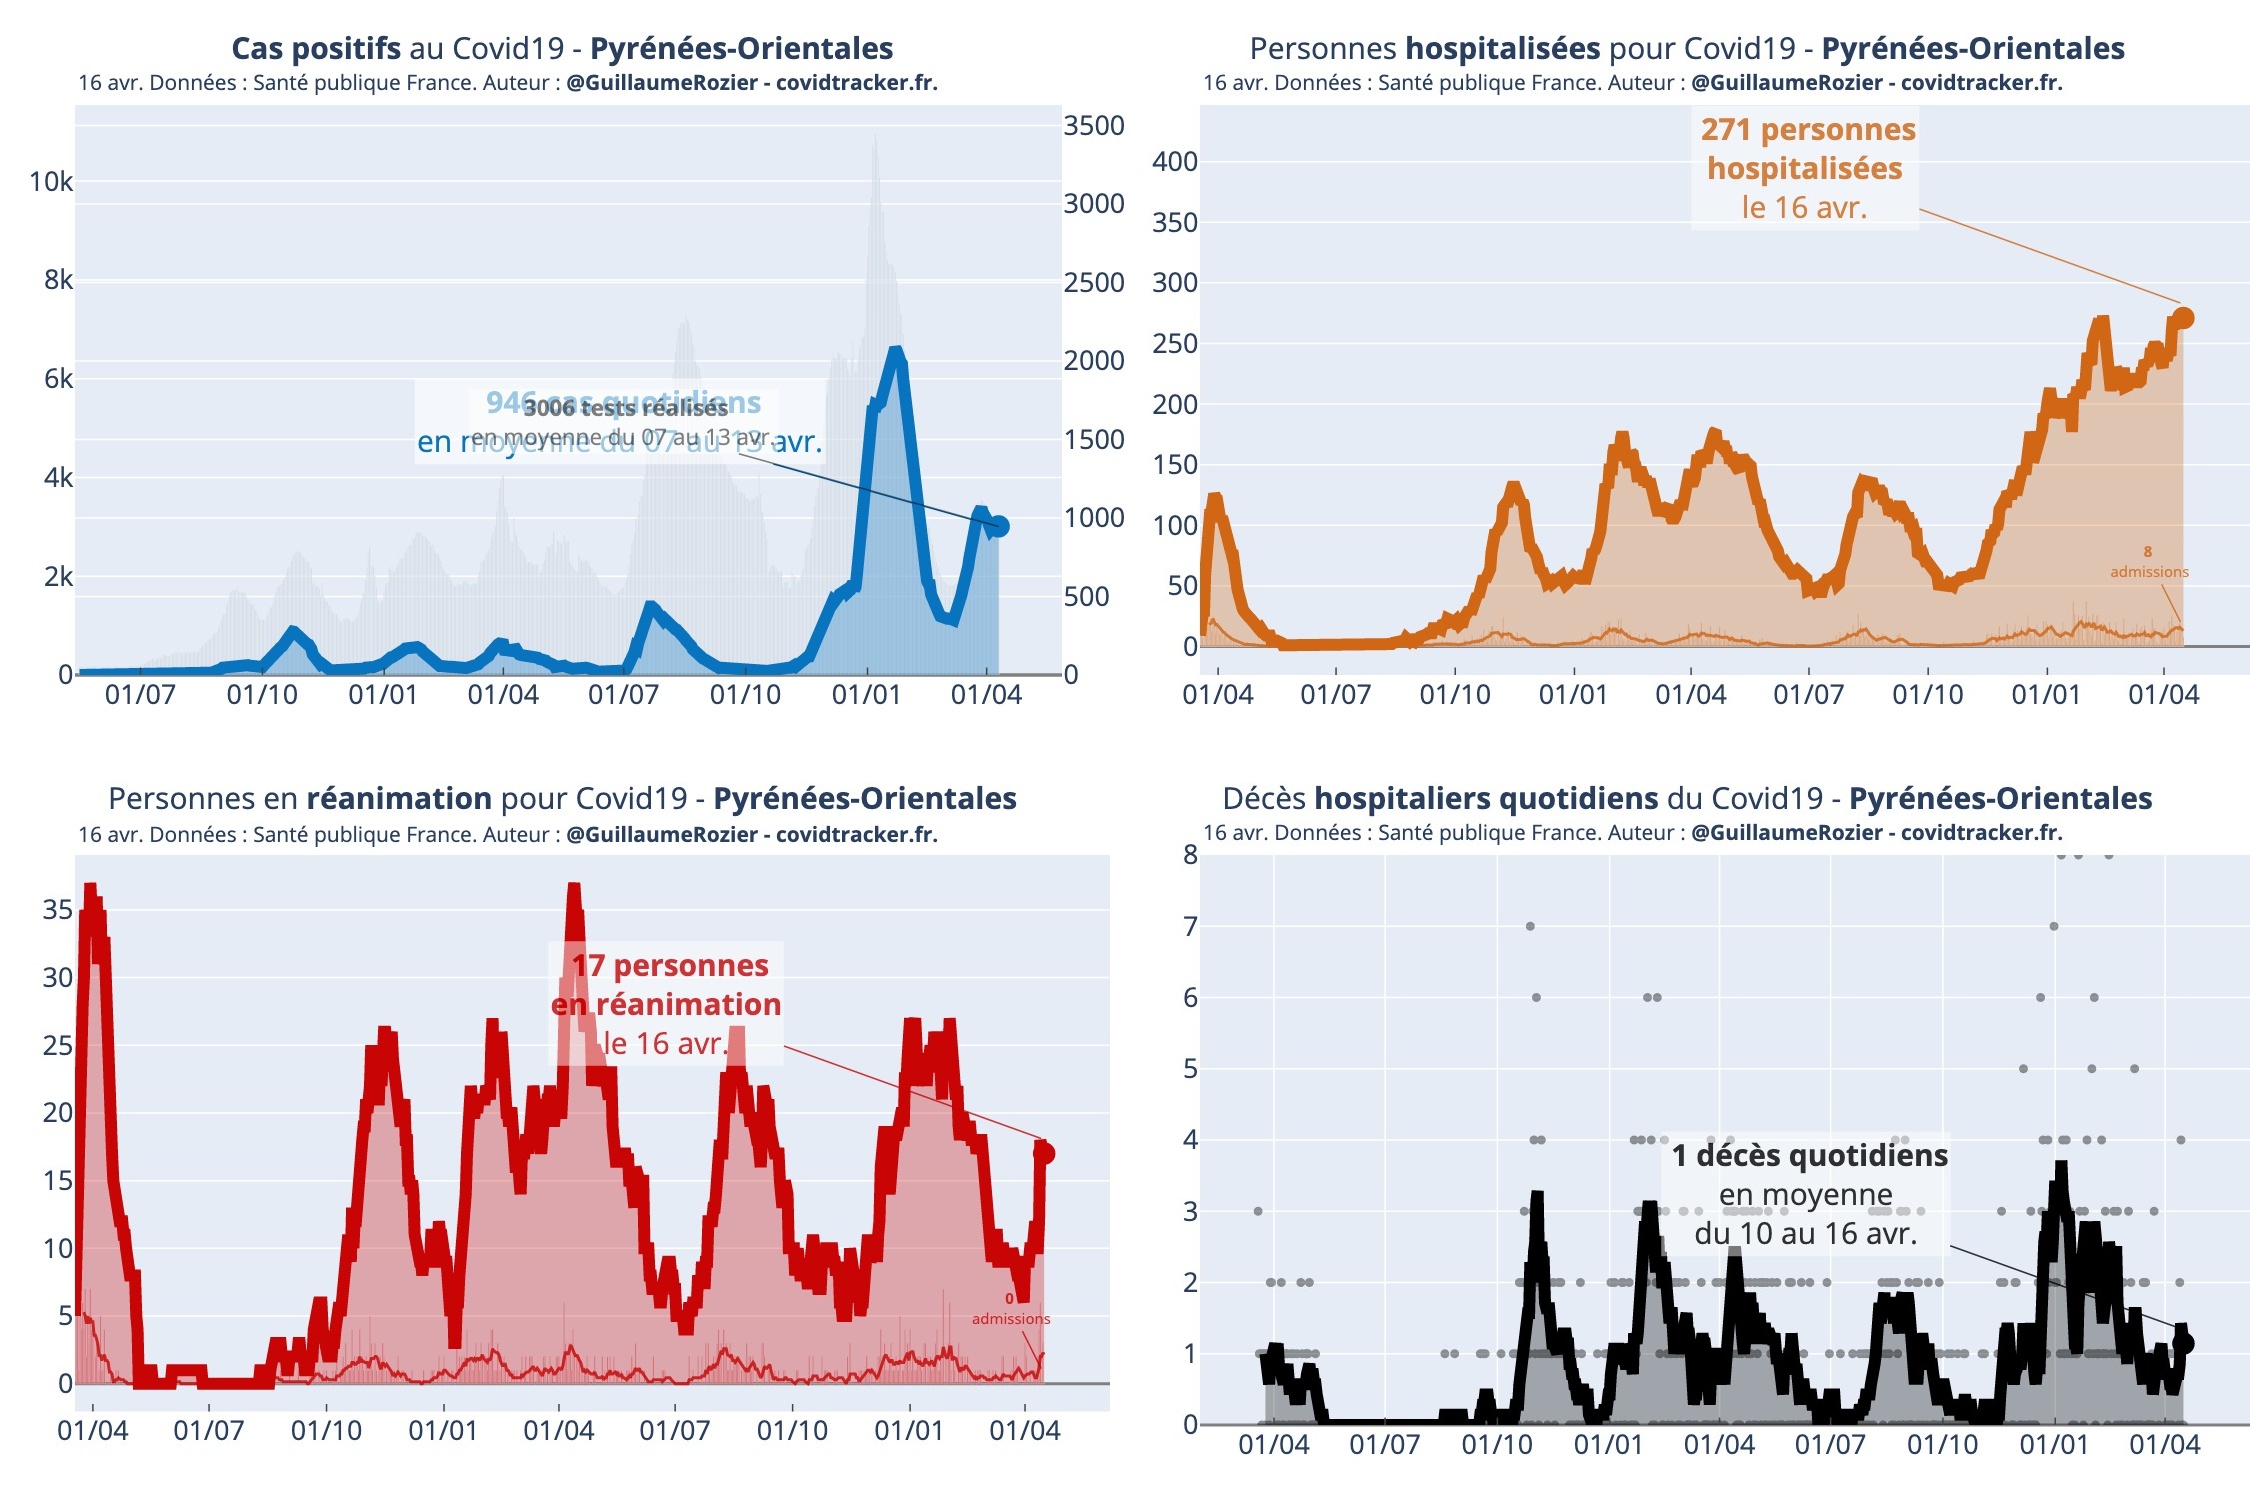 Cas positifs au Covid19 - Pyrénées-Orientales
16 avr. Données : Santé publique France. Auteur : @GuillaumeRozier - covidtracker.fr.
10k
8k
6k
4k
2k
0
3500
3000
2500
2000
1500
1000
500
0
946 cas quotidiens
en moyenne du 07 au 13 avr.
3006 tests réalisés
en moyenne du 07 au 13 avr.
01/07 01/10 01/01 01/04 01/07 01/10 01/01 01/04
Personnes hospitalisées pour Covid19 - Pyrénées-Orientales
16 avr. Données : Santé publique France. Auteur : @GuillaumeRozier - covidtracker.fr.
271 personnes
hospitalisées
le 16 avr.
400
350
300
250
200
150
100
50
0
8
admissions
01/04 01/07 01/10 01/01 01/04 01/07 01/10 01/01 01/04
Personnes en réanimation pour Covid19 - Pyrénées-Orientales
16 avr. Données : Santé publique France. Auteur : @GuillaumeRozier - covidtracker.fr.
35
30
25
20
15
10
5
0
17 personnes
en réanimation
le 16 avr.
0
admissions
01/04 01/07 01/10 01/01 01/04 01/07 01/10 01/01 01/04
Décès hospitaliers quotidiens du Covid19 - Pyrénées-Orientales
16 avr. Données : Santé publique France. Auteur : @GuillaumeRozier - covidtracker.fr.
8
7
6
5
4
3
2
1
0
1 décès quotidiens
en moyenne
du 10 au 16 avr.
01/04 01/07 01/10 01/01 01/04 01/07 01/10 01/01 01/04